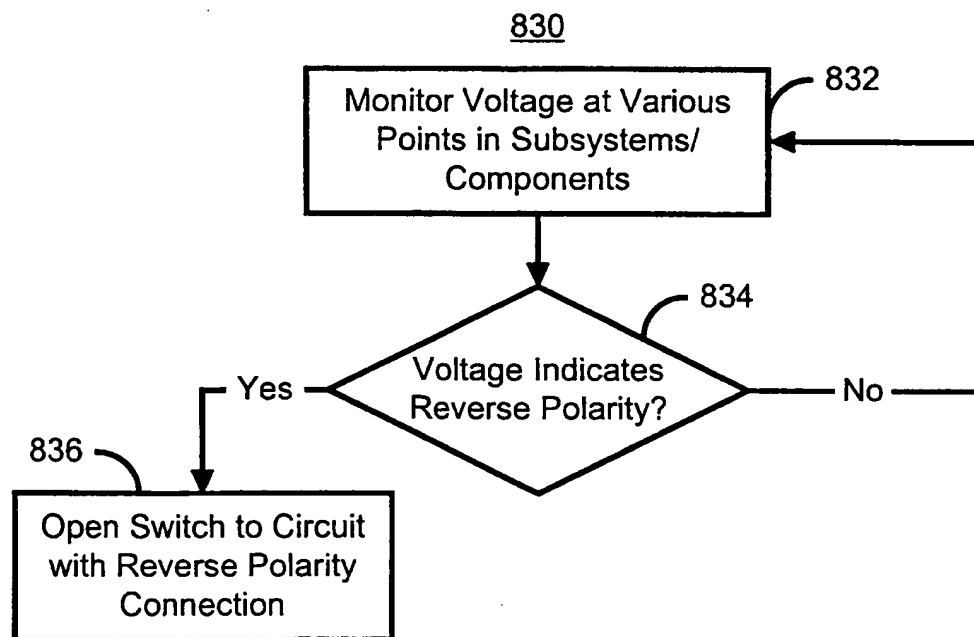 830
832
Monitor Voltage at Various
Points in Subsystems/
Components
834
Voltage Indicates
Reverse Polarity?
Yes
No
836
Open Switch to Circuit
with Reverse Polarity
Connection